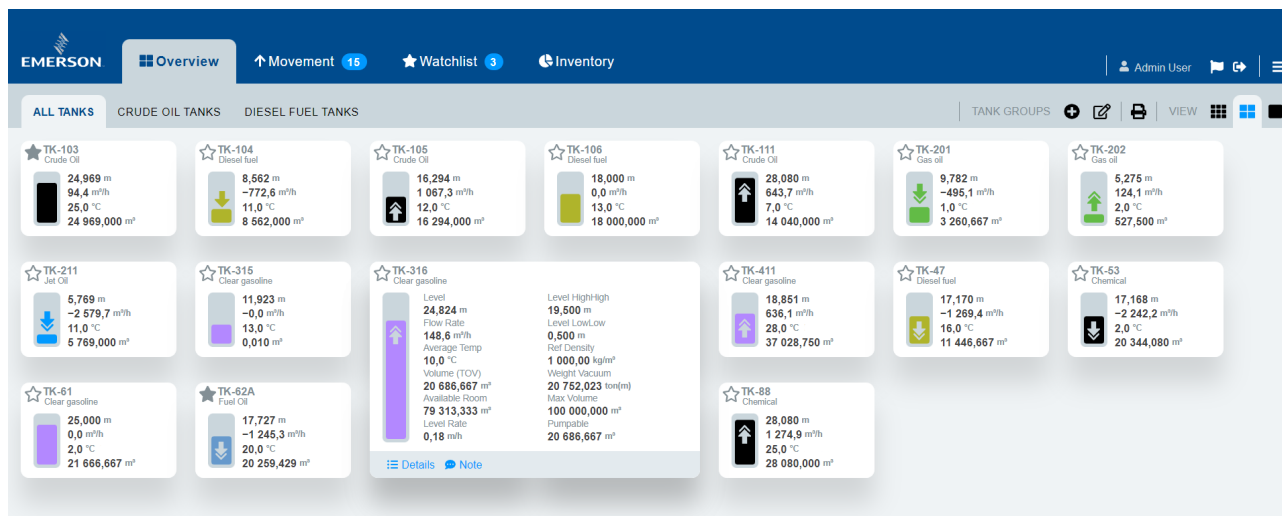 EMERSON
Overview
Movement 15
Watchlist 3
Inventory
Admin User
ALL TANKS
CRUDE OIL TANKS
DIESEL FUEL TANKS
TANK GROUPS
VIEW
TK-103
Crude Oil
24,969 m
94,4 m³/h
25,0 °C
24 969,000 m³
TK-104
Diesel fuel
8,562 m
−772,6 m³/h
11,0 °C
8 562,000 m³
TK-105
Crude Oil
16,294 m
1 067,3 m³/h
12,0 °C
16 294,000 m³
TK-106
Diesel fuel
18,000 m
0,0 m³/h
13,0 °C
18 000,000 m³
TK-111
Crude Oil
28,080 m
643,7 m³/h
7,0 °C
14 040,000 m³
TK-201
Gas oil
9,782 m
−495,1 m³/h
1,0 °C
3 260,667 m³
TK-202
Gas oil
5,275 m
124,1 m³/h
2,0 °C
527,500 m³
TK-211
Jet Oil
5,769 m
−2 579,7 m³/h
11,0 °C
5 769,000 m³
TK-315
Clear gasoline
11,923 m
−0,0 m³/h
13,0 °C
0,010 m³
TK-316
Clear gasoline
Level
24,824 m
Flow Rate
148,6 m³/h
Average Temp
10,0 °C
Volume (TOV)
20 686,667 m³
Available Room
79 313,333 m³
Level Rate
0,18 m/h
Level HighHigh
19,500 m
Level LowLow
0,500 m
Ref Density
1 000,00 kg/m³
Weight Vacuum
20 752,023 ton(m)
Max Volume
100 000,000 m³
Pumpable
20 686,667 m³
Details
Note
TK-411
Clear gasoline
18,851 m
636,1 m³/h
28,0 °C
37 028,750 m³
TK-47
Diesel fuel
17,170 m
−1 269,4 m³/h
16,0 °C
11 446,667 m³
TK-53
Chemical
17,168 m
−2 242,2 m³/h
2,0 °C
20 344,080 m³
TK-61
Clear gasoline
25,000 m
0,0 m³/h
2,0 °C
21 666,667 m³
TK-62A
Fuel Oil
17,727 m
−1 245,3 m³/h
20,0 °C
20 259,429 m³
TK-88
Chemical
28,080 m
1 274,9 m³/h
25,0 °C
28 080,000 m³